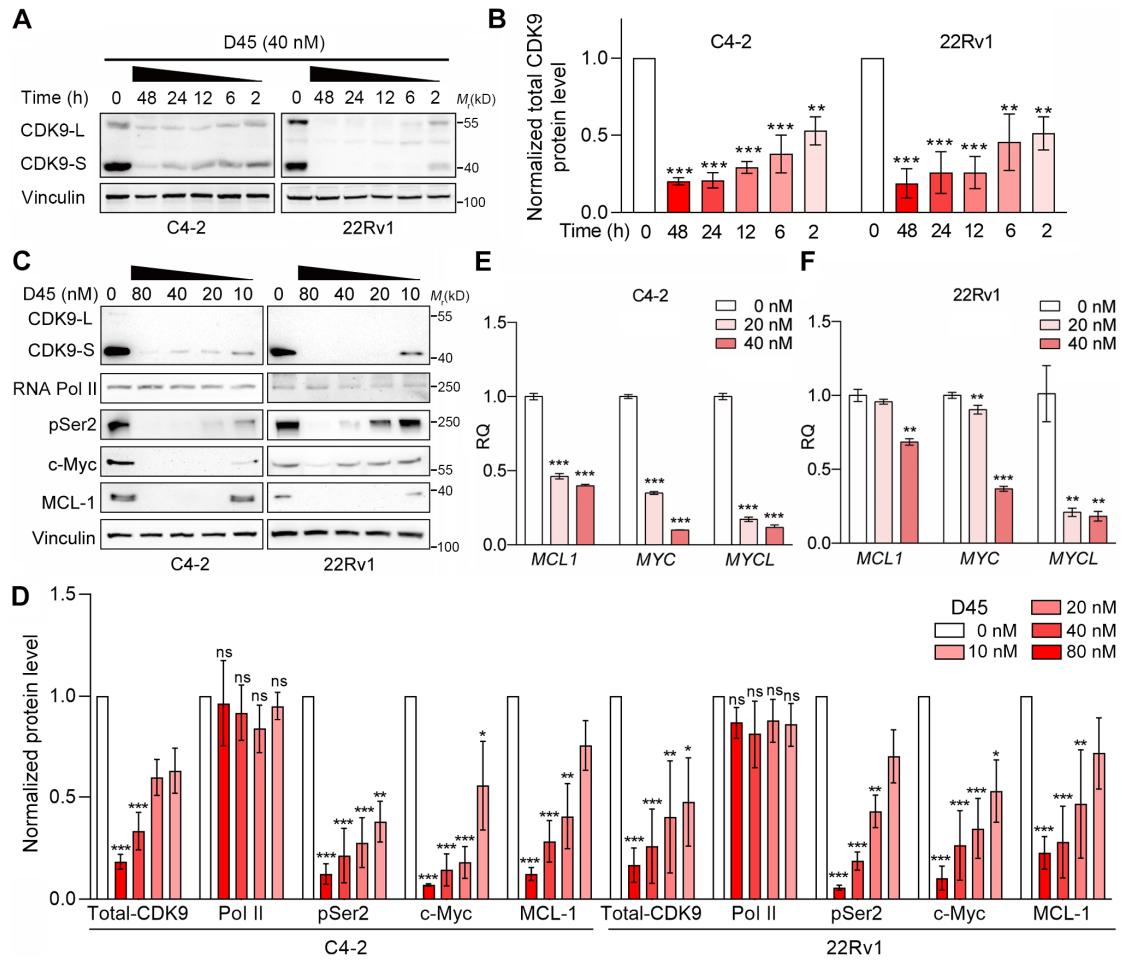 A
D45 (40 nM)
Time (h) 0 48 24 12 6 2 0 48 24 12 6 2 Mr(kD)
CDK9-L
CDK9-S
Vinculin
55
40
100
C4-2 22Rv1
B
Normalized total CDK9
protein level
C4-2 22Rv1
1.0
0.5
0.0
*** *** *** *** ** *** *** *** ** **
Time (h) 0 48 24 12 6 2 0 48 24 12 6 2
C
D45 (nM) 0 80 40 20 10 0 80 40 20 10 Mr(kD)
CDK9-L
CDK9-S
RNA Pol II
pSer2
c-Myc
MCL-1
Vinculin
55
40
250
250
55
40
100
C4-2 22Rv1
E
C4-2
0 nM
20 nM
40 nM
RQ
1.5
1.0
0.5
0.0
*** *** *** *** *** ***
MCL1 MYC MYCL
F
22Rv1
0 nM
20 nM
40 nM
RQ
1.5
1.0
0.5
0.0
** ** *** ** **
MCL1 MYC MYCL
D
Normalized protein level
1.5
1.0
0.5
0.0
D45
0 nM
10 nM
20 nM
40 nM
80 nM
*** *** ns ns ns ns *** *** *** ** *** *** *** * *** *** ** *** *** ** * ns ns ns ns *** *** ** *** *** *** * *** *** **
Total-CDK9 Pol II pSer2 c-Myc MCL-1 Total-CDK9 Pol II pSer2 c-Myc MCL-1
C4-2 22Rv1